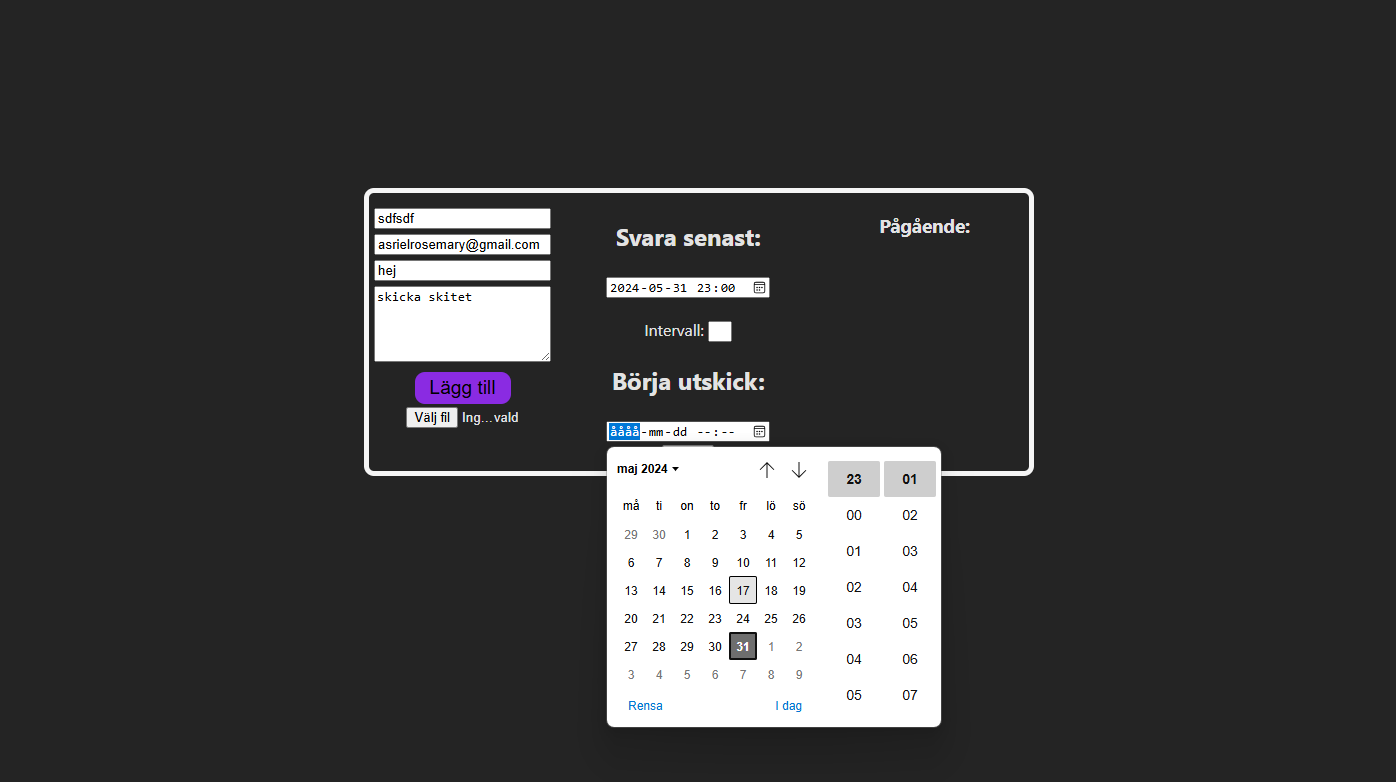 sdfsdf
asrielrosemary@gmail.com
hej
skicka skitet
Lägg till
Välj fil Ing...vald
Svara senast:
2024-05-31 23:00
Intervall:
Börja utskick:
åååå-mm-dd --:--
Pågående:
maj 2024
må ti on to fr lö sö
29 30 1 2 3 4 5
6 7 8 9 10 11 12
13 14 15 16 17 18 19
20 21 22 23 24 25 26
27 28 29 30 31 1 2
3 4 5 6 7 8 9
Rensa I dag
23 01
00 02
01 03
02 04
03 05
04 06
05 07